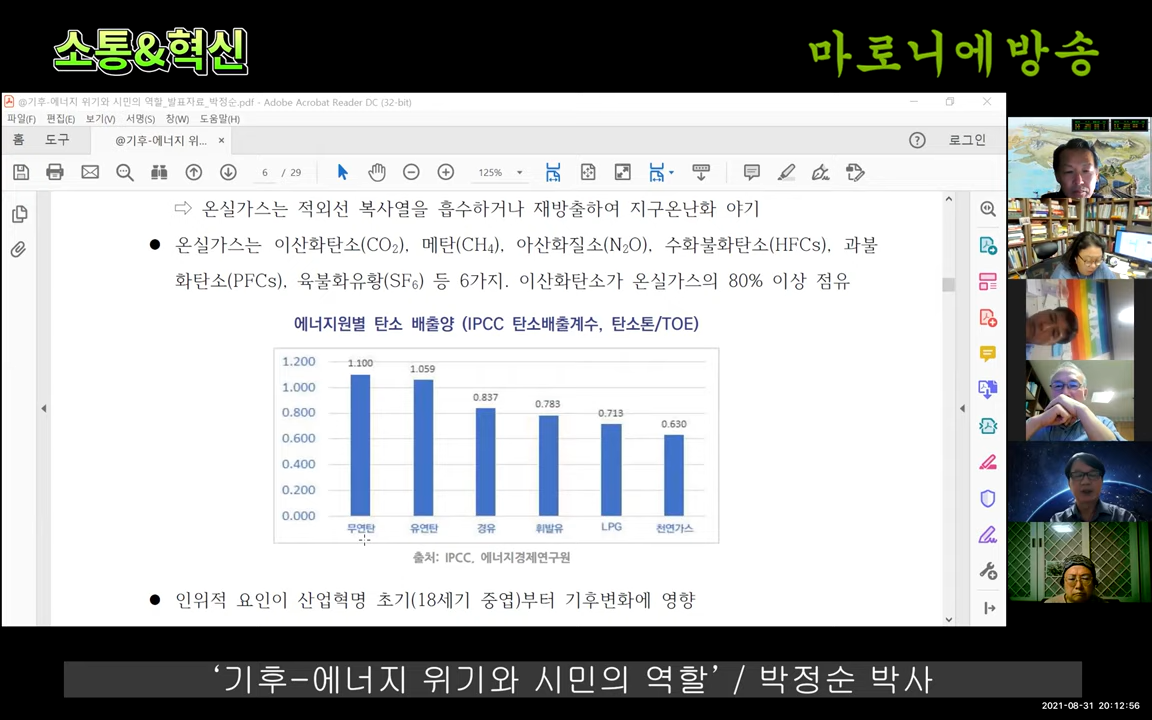 소통&혁신
마로니에방송
@기후-에너지 위기와 시민의 역할_발표자료_박정순.pdf - Adobe Acrobat Reader DC (32-bit)
파일(F) 편집(E) 보기(V) 서명(S) 창(W) 도움말(H)
홈 도구 @기후-에너지 위... × 로그인
6 / 29 125%
⇨ 온실가스는 적외선 복사열을 흡수하거나 재방출하여 지구온난화 야기
● 온실가스는 이산화탄소(CO₂), 메탄(CH₄), 아산화질소(N₂O), 수화불화탄소(HFCs), 과불
화탄소(PFCs), 육불화유황(SF₆) 등 6가지. 이산화탄소가 온실가스의 80% 이상 점유
에너지원별 탄소 배출양 (IPCC 탄소배출계수, 탄소톤/TOE)
1.200
1.000
0.800
0.600
0.400
0.200
0.000
1.100 1.059 0.837 0.783 0.713 0.630
무연탄 유연탄 경유 휘발유 LPG 천연가스
출처: IPCC, 에너지경제연구원
● 인위적 요인이 산업혁명 초기(18세기 중엽)부터 기후변화에 영향
‘기후-에너지 위기와 시민의 역할’ / 박정순 박사
2021-08-31 20:12:56